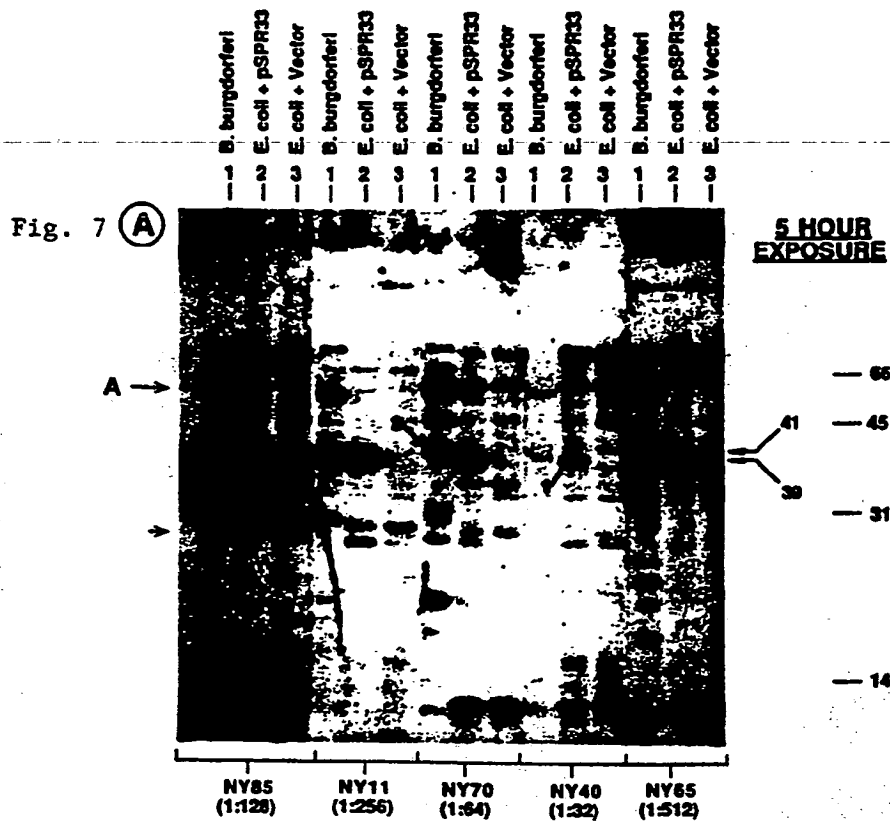 B. burgdorferi
E. coli + pSPR33
E. coli + Vector
B. burgdorferi
E. coli + pSPR33
E. coli + Vector
B. burgdorferi
E. coli + pSPR33
E. coli + Vector
B. burgdorferi
E. coli + pSPR33
E. coli + Vector
B. burgdorferi
E. coli + pSPR33
E. coli + Vector
1 2 3 1 2 3 1 2 3 1 2 3 1 2 3
Fig. 7 A
5 HOUR
EXPOSURE
A
66
45
41
39
31
14
NY85 NY11 NY70 NY40 NY65
(1:128) (1:256) (1:64) (1:32) (1:512)